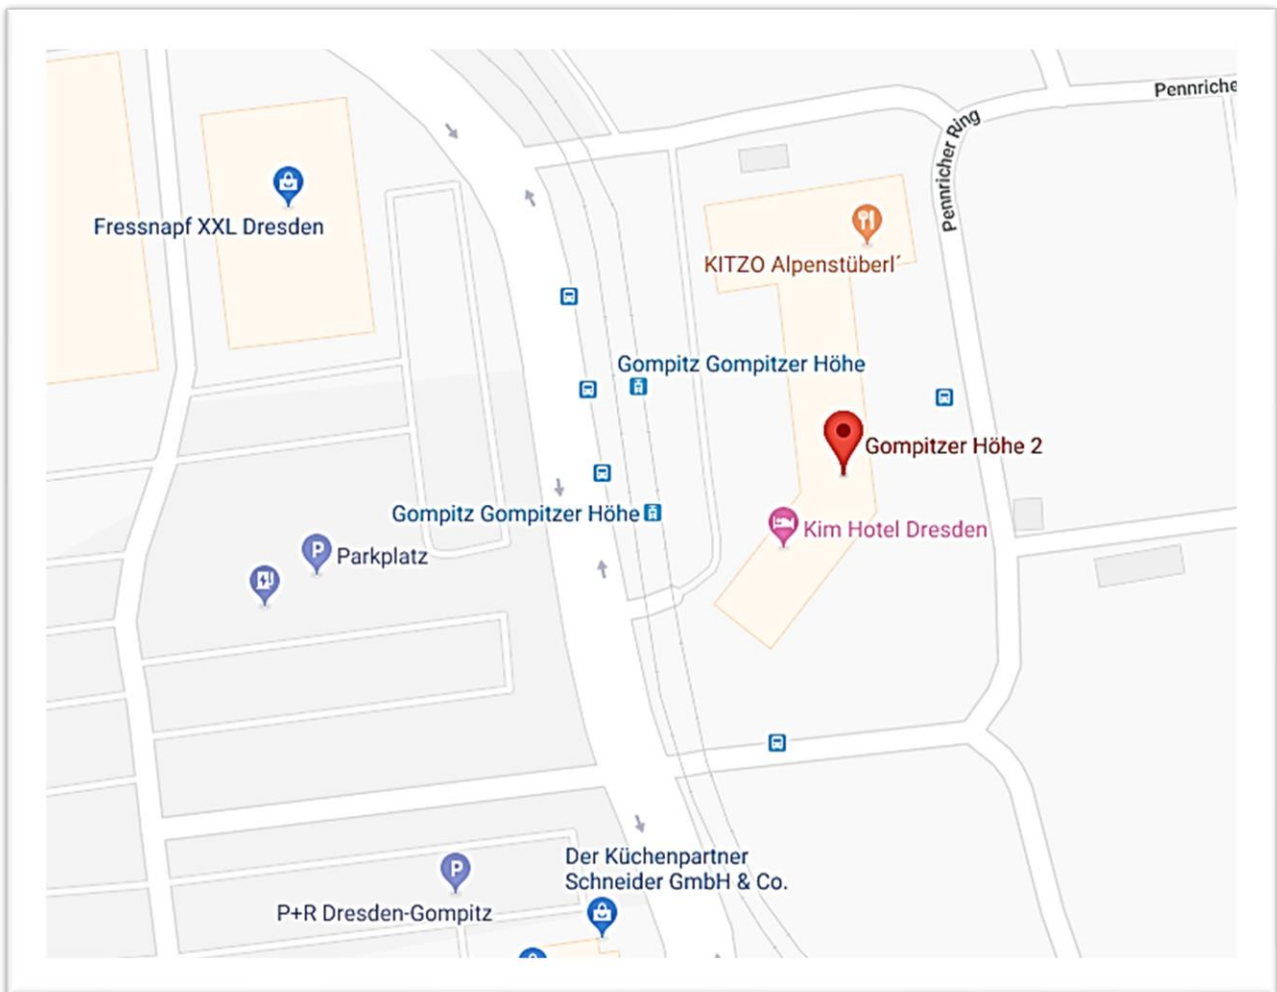 Pennriche
Pennricher Ring
Fressnapf XXL Dresden
KITZO Alpenstüberl´
Gompitz Gompitzer Höhe
Gompitzer Höhe 2
Gompitz Gompitzer Höhe
Kim Hotel Dresden
P
Parkplatz
Der Küchenpartner
Schneider GmbH & Co.
P
P+R Dresden-Gompitz